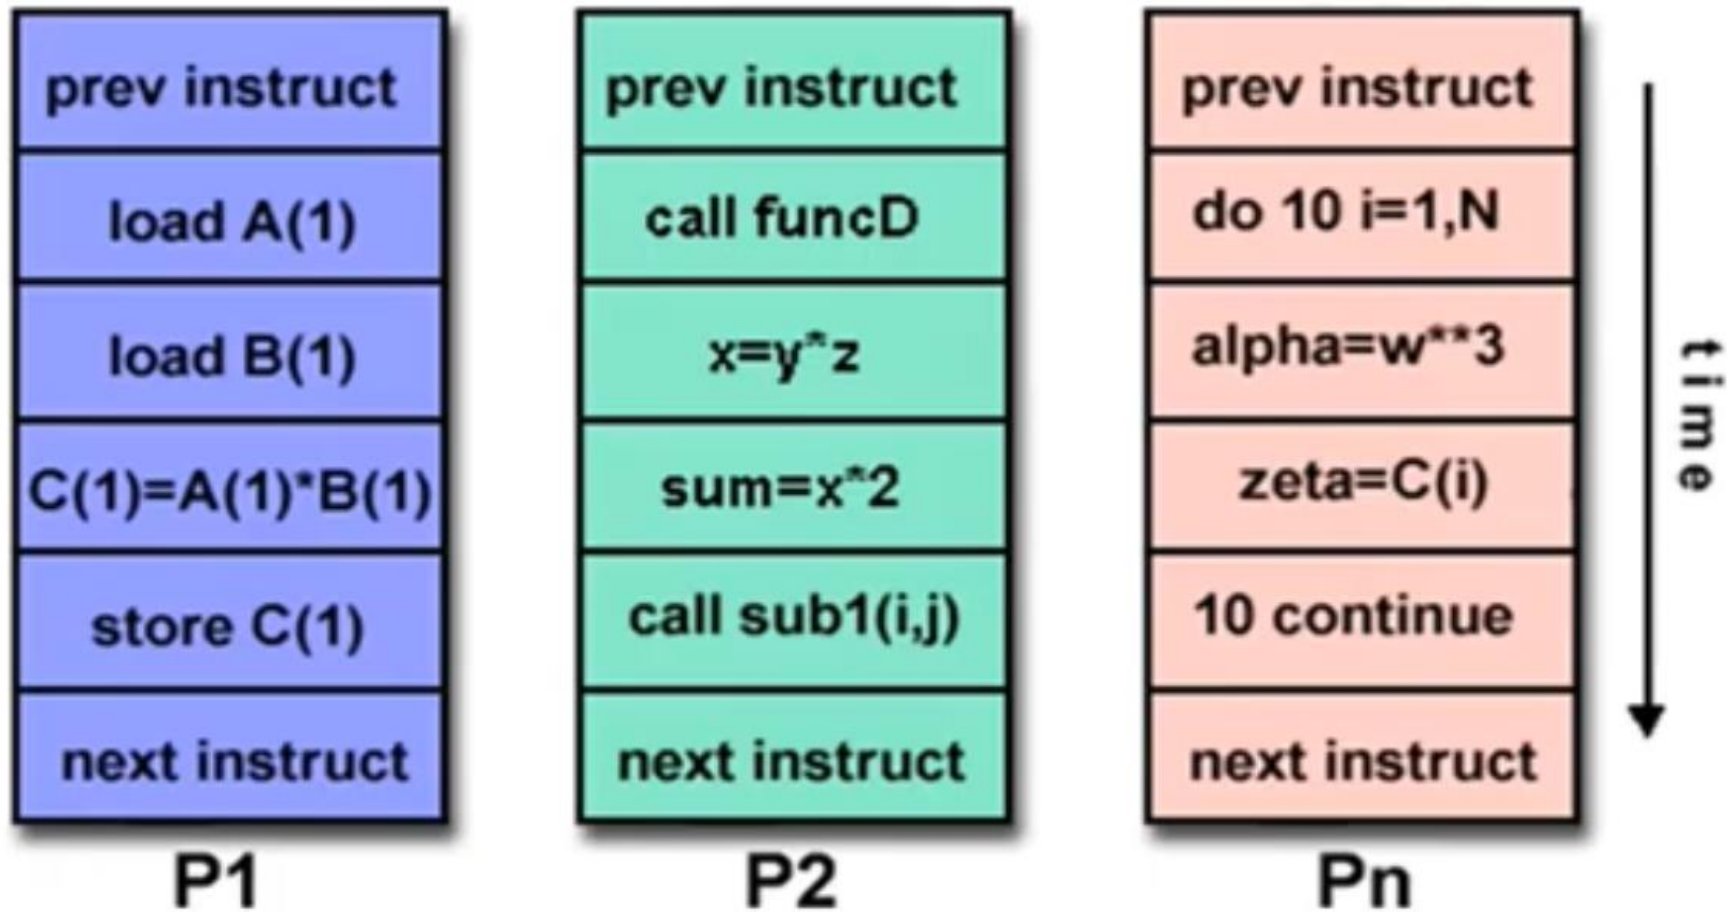 prev instruct
load A(1)
load B(1)
C(1)=A(1)*B(1)
store C(1)
next instruct
P1
prev instruct
call funcD
x=y*z
sum=x*2
call sub1(i,j)
next instruct
P2
prev instruct
do 10 i=1,N
alpha=w**3
zeta=C(i)
10 continue
next instruct
Pn
time